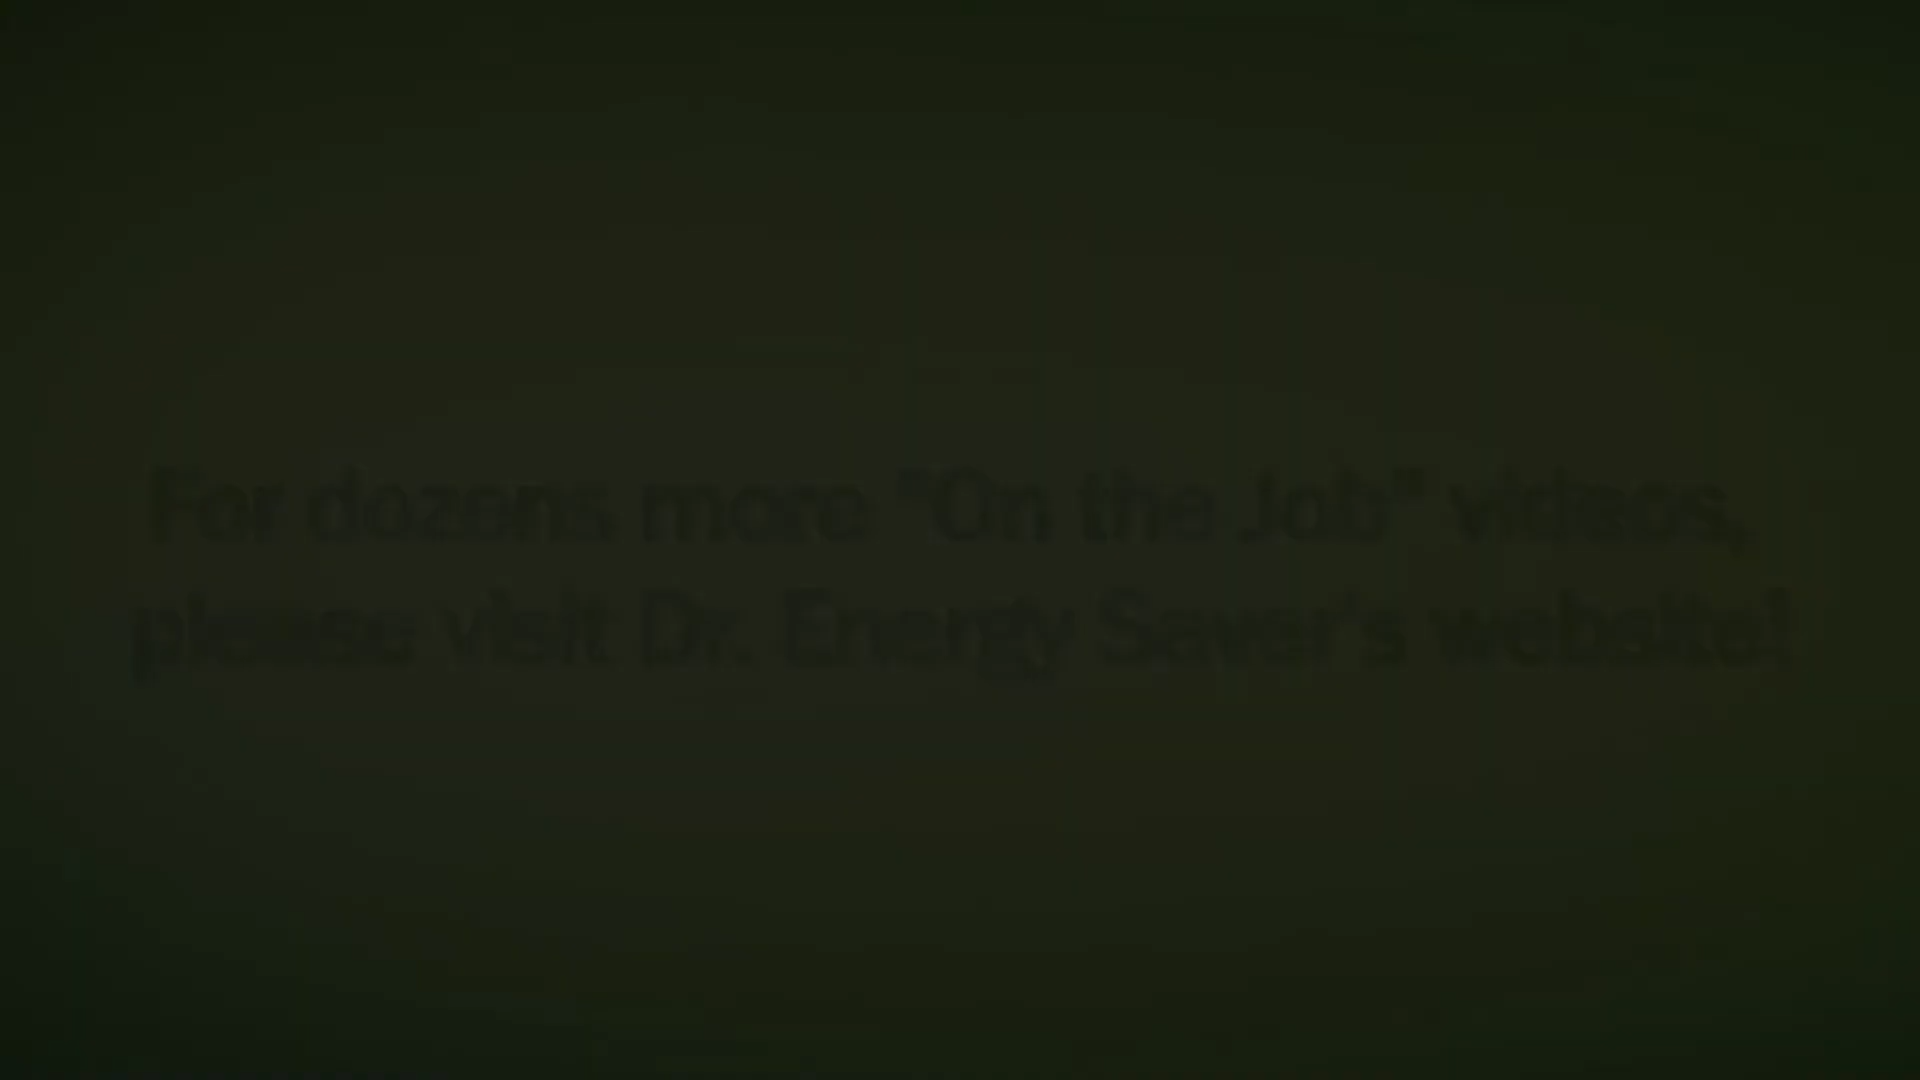 For dozens more "On the Job" videos,
please visit Dr. Energy Saver's website!